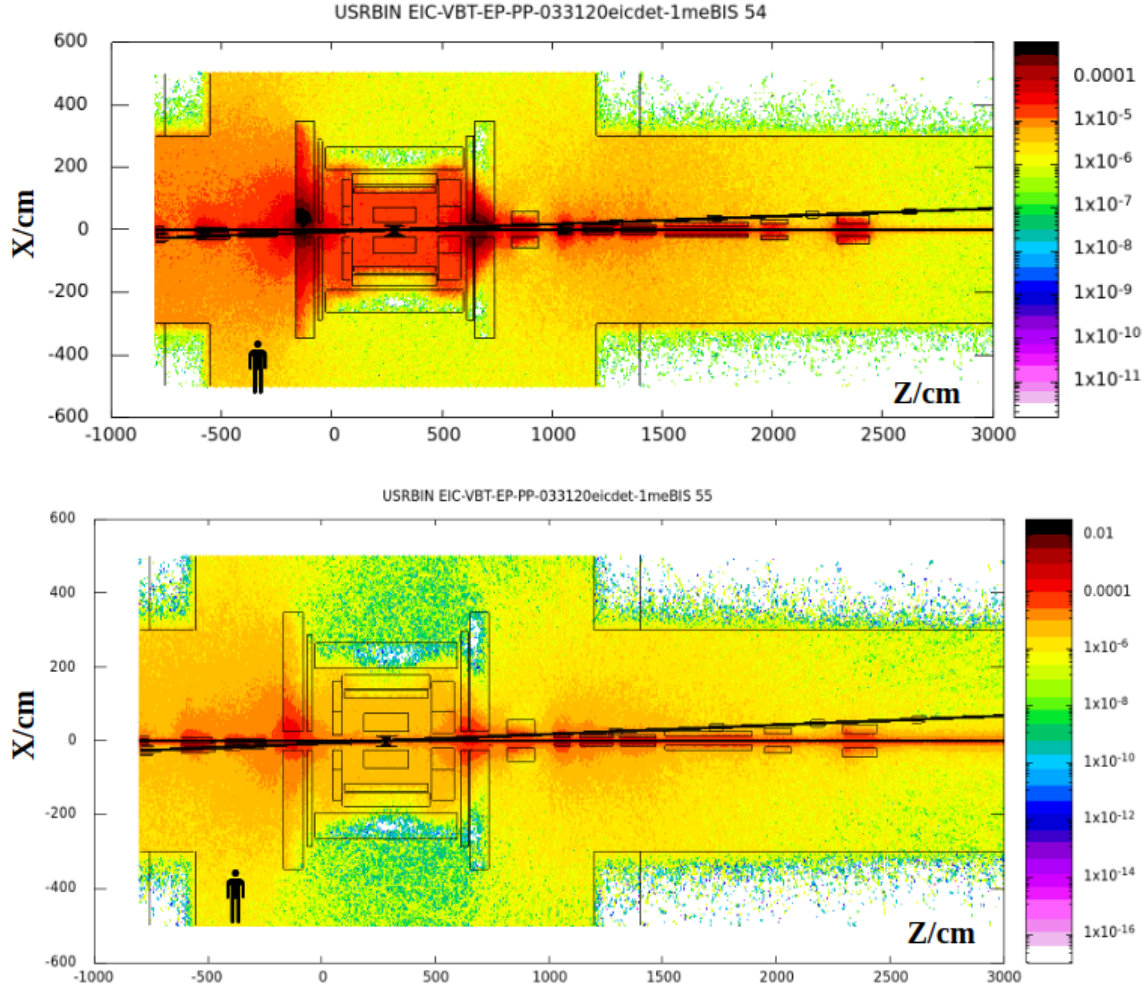 USRBIN EIC-VBT-EP-PP-033120eicdet-1meBIS 54
600
400
200
0
-200
-400
-600
X/cm
Z/cm
-1000 -500 0 500 1000 1500 2000 2500 3000
0.0001
1x10⁻⁵
1x10⁻⁶
1x10⁻⁷
1x10⁻⁸
1x10⁻⁹
1x10⁻¹⁰
1x10⁻¹¹
USRBIN EIC-VBT-EP-PP-033120eicdet-1meBIS 55
600
400
200
0
-200
-400
-600
X/cm
Z/cm
-1000 -500 0 500 1000 1500 2000 2500 3000
0.01
0.0001
1x10⁻⁶
1x10⁻⁸
1x10⁻¹⁰
1x10⁻¹²
1x10⁻¹⁴
1x10⁻¹⁶